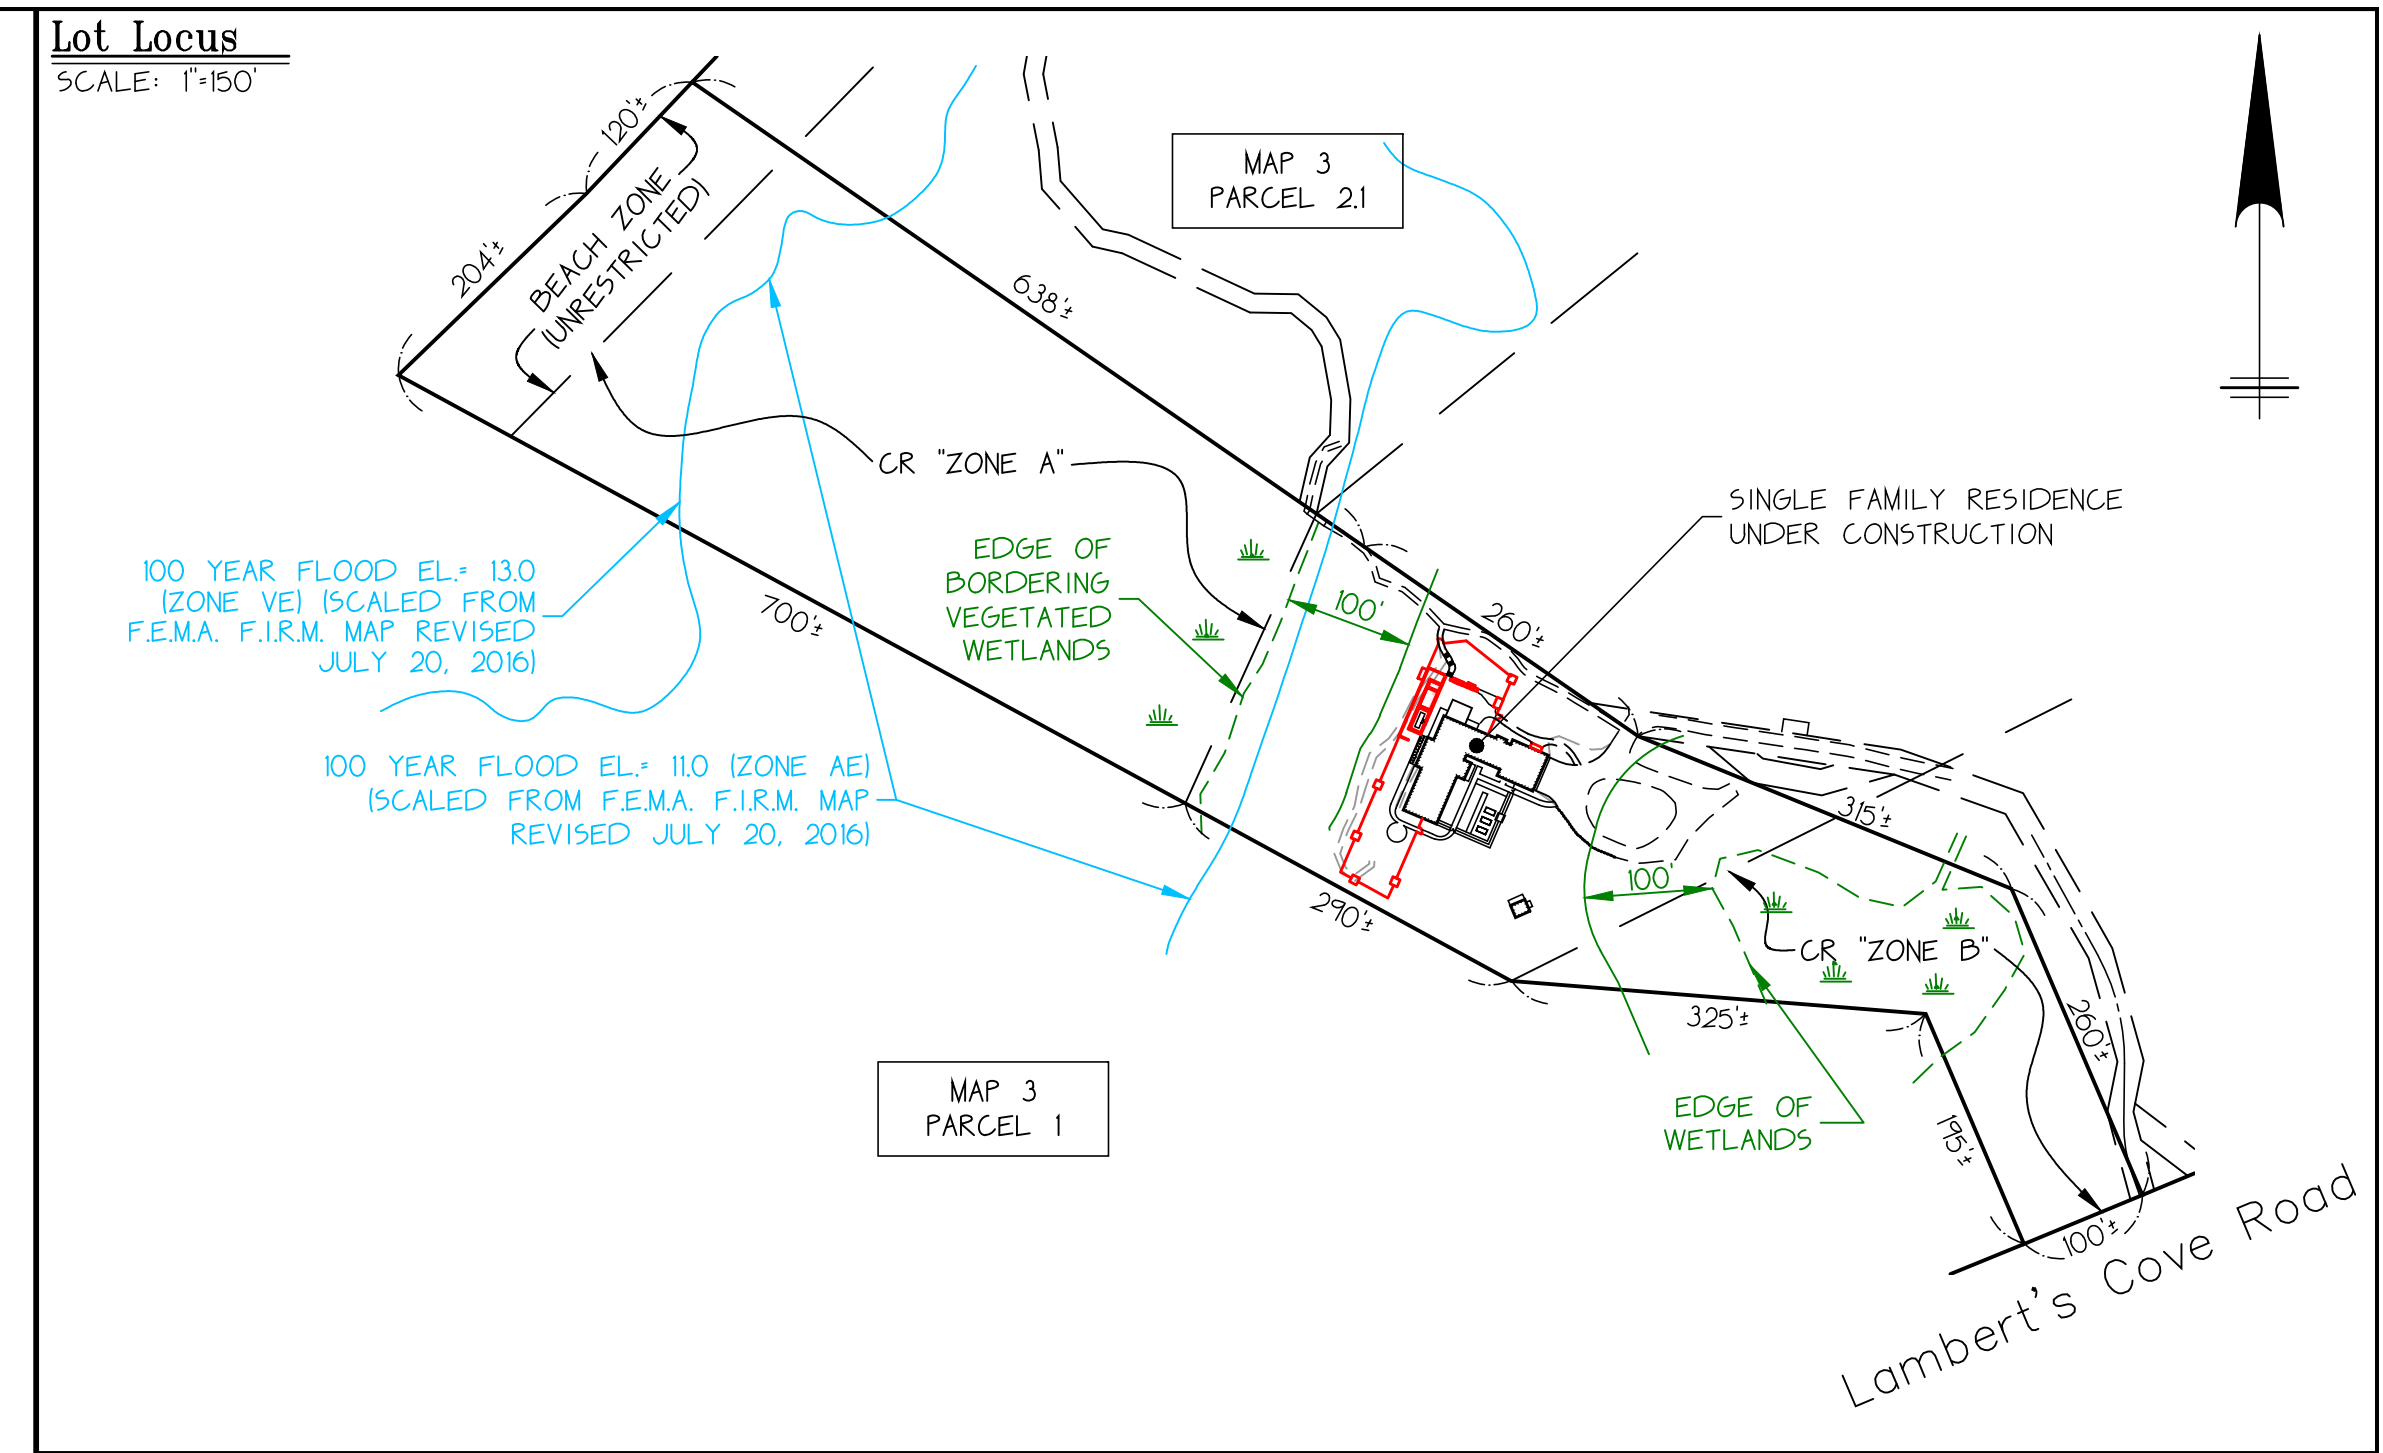 Lot Locus
SCALE: 1"=150'
120'±
204'±
BEACH ZONE
(UNRESTRICTED)
638'±
MAP 3
PARCEL 2.1
CR "ZONE A"
SINGLE FAMILY RESIDENCE
UNDER CONSTRUCTION
EDGE OF
BORDERING
VEGETATED
WETLANDS
100'
260'±
100 YEAR FLOOD EL.= 13.0
(ZONE VE) (SCALED FROM
F.E.M.A. F.I.R.M. MAP REVISED
JULY 20, 2016)
700'±
100 YEAR FLOOD EL.= 11.0 (ZONE AE)
(SCALED FROM F.E.M.A. F.I.R.M. MAP
REVISED JULY 20, 2016)
315'±
100'
290'±
CR "ZONE B"
325'±
260'±
MAP 3
PARCEL 1
EDGE OF
WETLANDS
195'±
100'±
Lambert's Cove Road